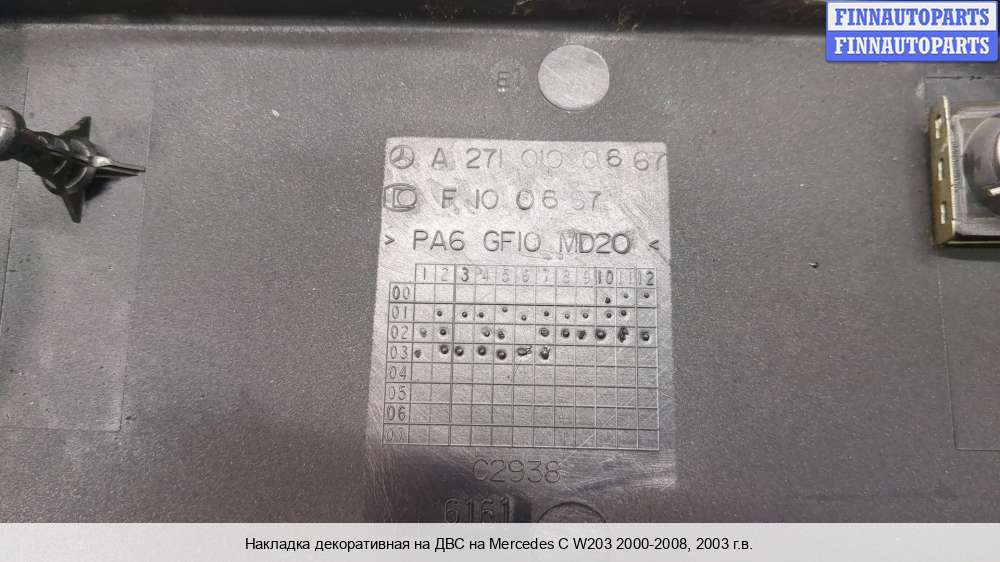 FINNAUTOPARTS
FINNAUTOPARTS
E
A 271 010 06 67
F 10 06 67
> PA6 GF10 MD20 <
1 2 3 4 5 6 7 8 9 10 11 12
00
01
02
03
04
05
06
07
C2938
6161
Накладка декоративная на ДВС на Mercedes C W203 2000-2008, 2003 г.в.